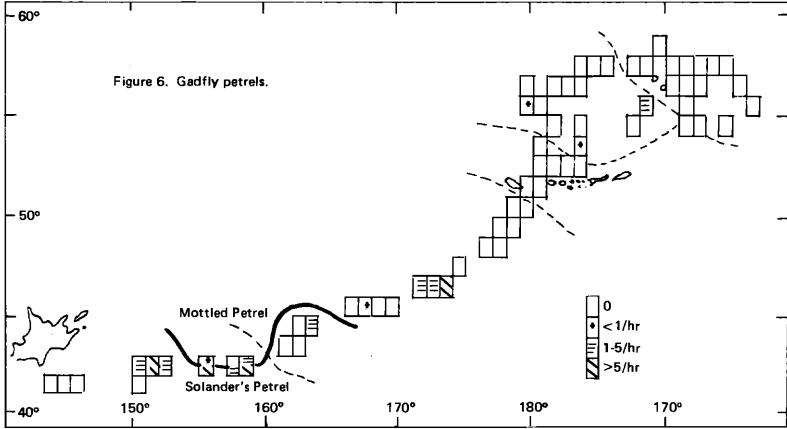 60°
Figure 6. Gadfly petrels.
50°
Mottled Petrel
0
<1/hr
1-5/hr
>5/hr
Solander's Petrel
40°
150°
160°
170°
180°
170°